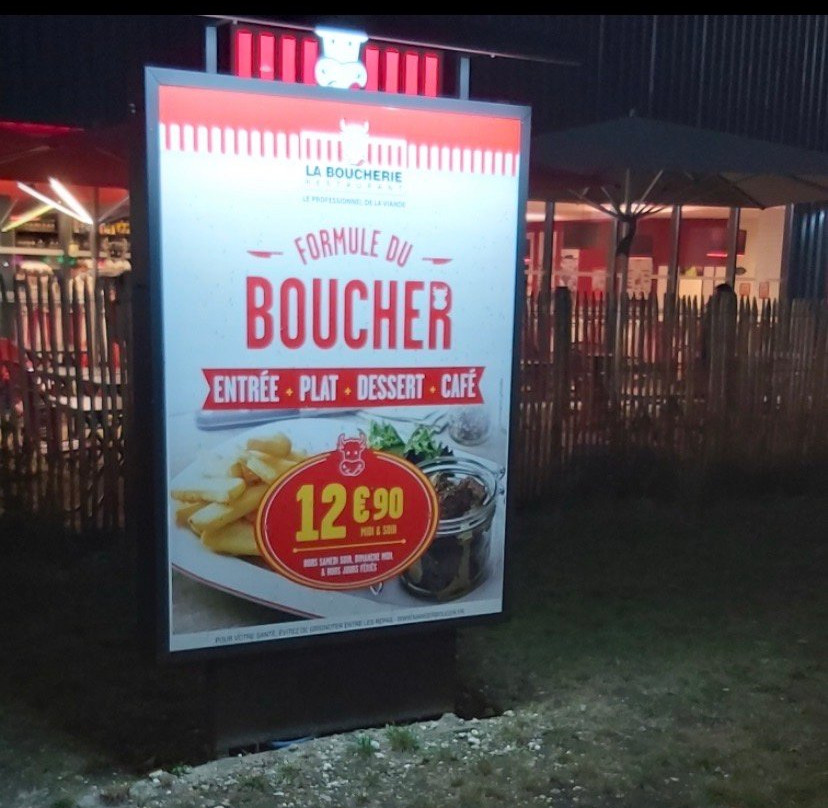 LA BOUCHERIE
RESTAURANT
LE PROFESSIONNEL DE LA VIANDE
FORMULE DU
BOUCHER
ENTRÉE + PLAT + DESSERT + CAFÉ
12€90
MIDI & SOIR
HORS SAMEDI SOIR, DIMANCHE MIDI,
& HORS JOURS FÉRIÉS
POUR VOTRE SANTÉ, ÉVITEZ DE GRIGNOTER ENTRE LES REPAS -